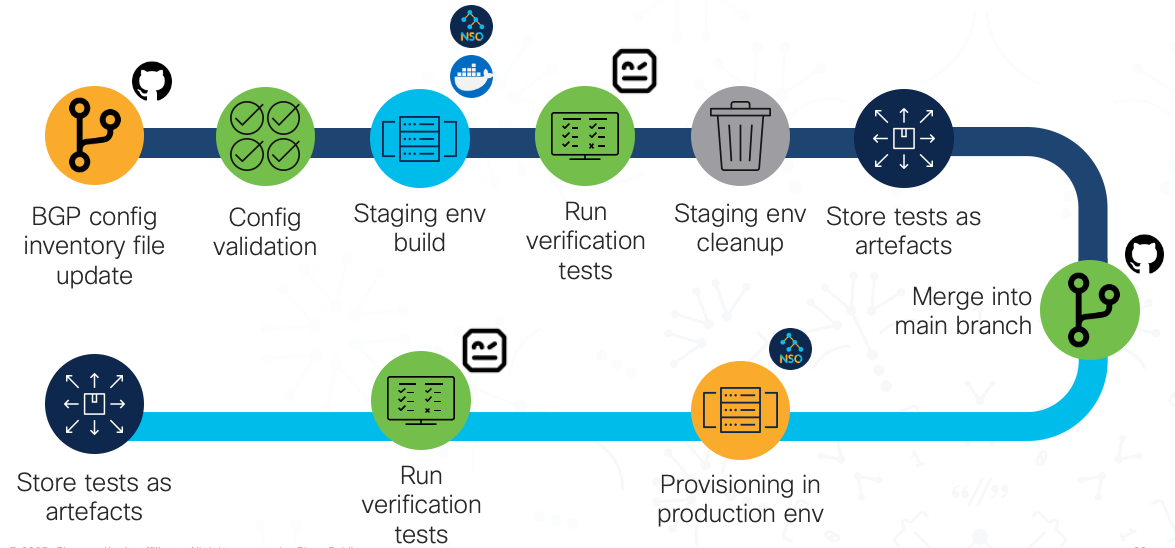 NSO
BGP config
inventory file
update
Config
validation
Staging env
build
Run
verification
tests
Staging env
cleanup
Store tests as
artefacts
Merge into
main branch
NSO
Store tests as
artefacts
Run
verification
tests
Provisioning in
production env